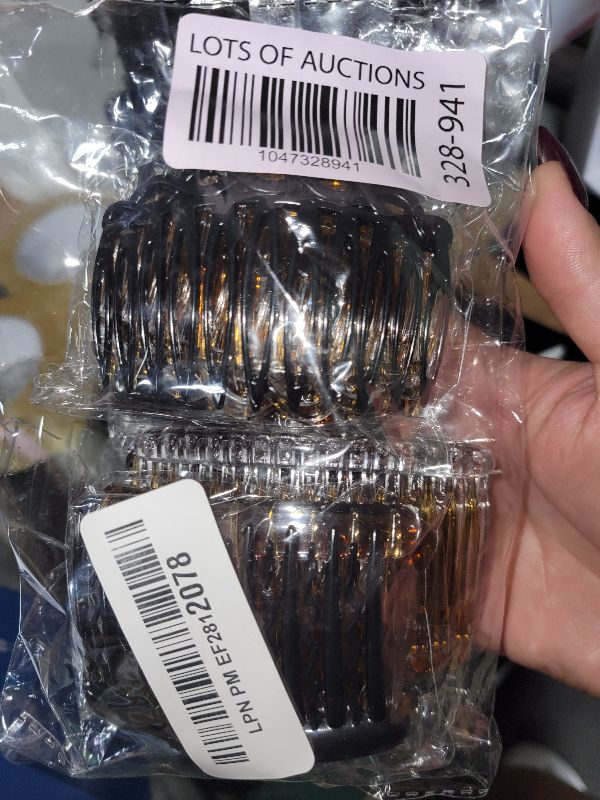 LOTS OF AUCTIONS
1047328941
328-941
LPN PM EF2812078